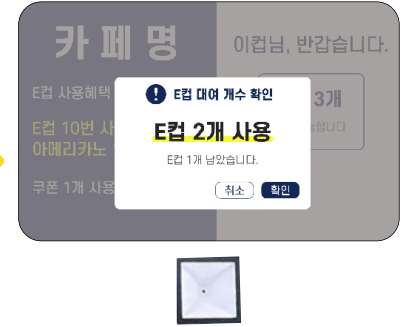 카페명
이컵님, 반갑습니다.
E컵 사용혜택
E컵 10번 사
아메리카노
쿠폰 1개 사용
3개
E컵 대여 개수 확인
E컵 2개 사용
E컵 1개 남았습니다.
취소
확인